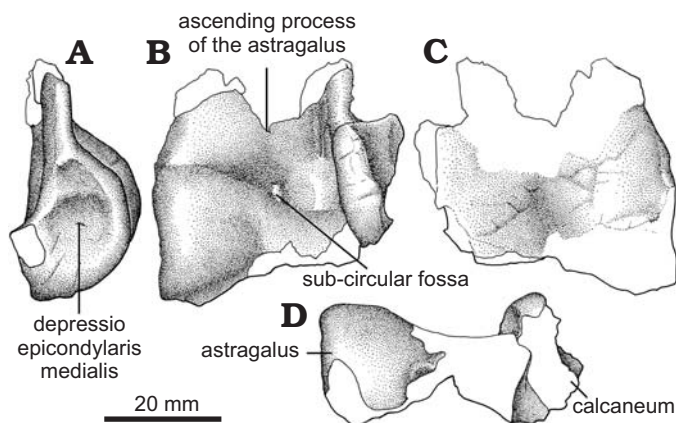 ascending process
of the astragalus
A
B
C
sub-circular fossa
depressio
epicondylaris
medialis
D
astragalus
calcaneum
20 mm